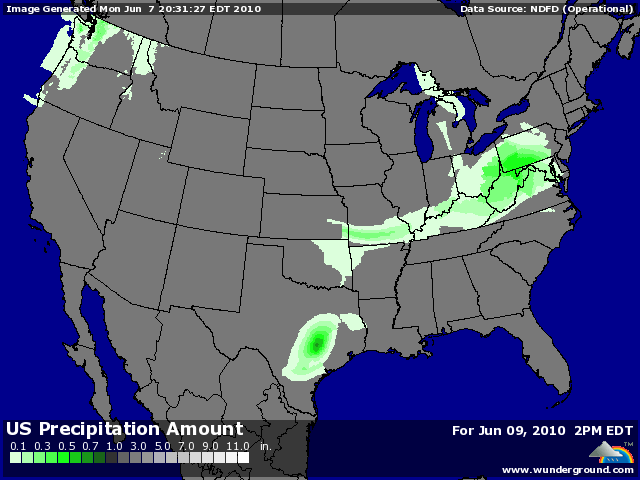 Image Generated Mon Jun 7 20:31:27 EDT 2010 Data Source: NDFD (Operational)
US Precipitation Amount
For Jun 09, 2010 2PM EDT
0.1 0.3 0.5 0.7 1.0 3.0 5.0 7.0 9.0 11.0 in.
www.wunderground.com